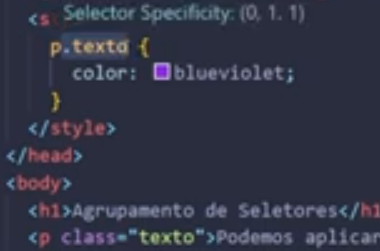 Selector Specificity: (0, 1, 1)
<s
p.texto {
color: blueviolet;
}
</style>
</head>
<body>
<h1>Agrupamento de Seletores</h1
<p class="texto">Podemos aplicar